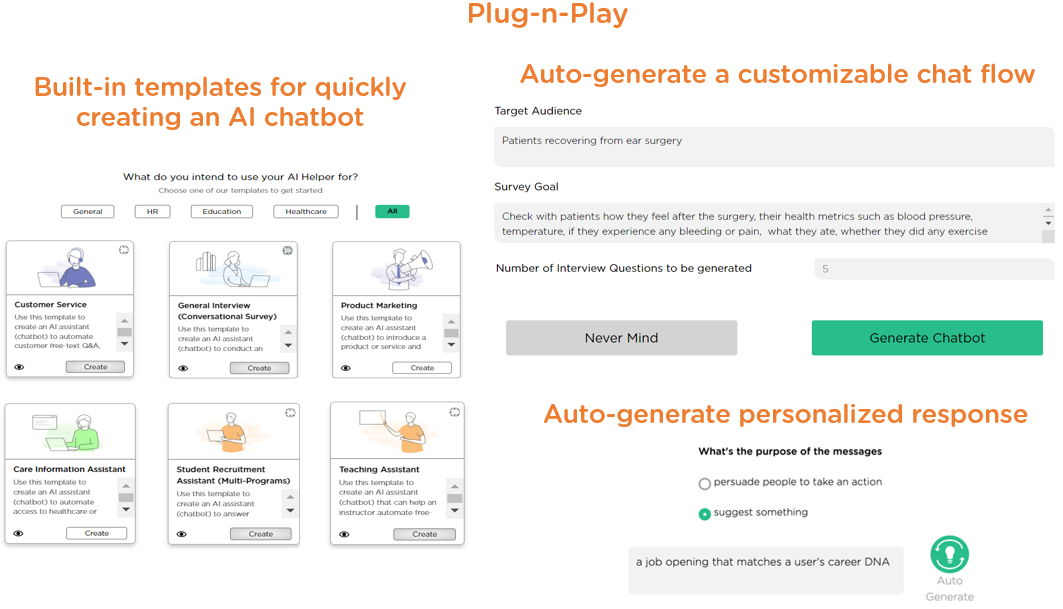 Plug-n-Play
Built-in templates for quickly
creating an AI chatbot
What do you intend to use your AI Helper for?
Choose one of our templates to get started
General
HR
Education
Healthcare
All
Customer Service
Use this template to
create an AI assistant
(chatbot) to automate
customer free-text Q&A,
Create
General Interview
(Conversational Survey)
Use this template to
create an AI assistant
(chatbot) to conduct an
Create
Product Marketing
Use this template to
create an AI assistant
(chatbot) to introduce a
product or service and
Create
Care Information Assistant
Use this template to
create an AI assistant
(chatbot) to automate
access to healthcare or
Create
Student Recruitment
Assistant (Multi-Programs)
Use this template to
create an AI assistant
(chatbot) to answer
Create
Teaching Assistant
Use this template to
create an AI assistant
(chatbot) that can help an
instructor automate free-
Create
Auto-generate a customizable chat flow
Target Audience
Patients recovering from ear surgery
Survey Goal
Check with patients how they feel after the surgery, their health metrics such as blood pressure,
temperature, if they experience any bleeding or pain, what they ate, whether they did any exercise
Number of Interview Questions to be generated
5
Never Mind
Generate Chatbot
Auto-generate personalized response
What's the purpose of the messages
persuade people to take an action
suggest something
a job opening that matches a user's career DNA
Auto
Generate